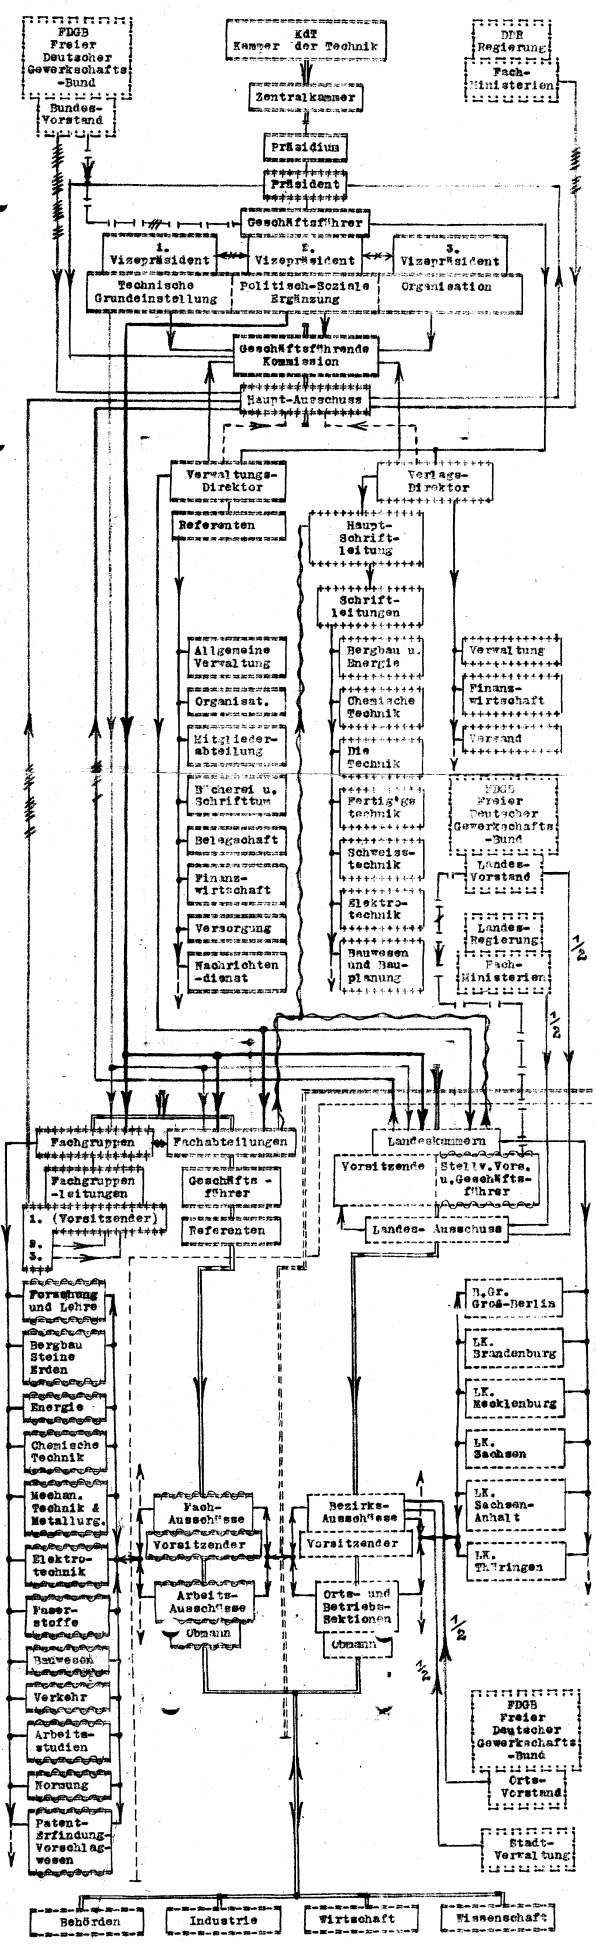 FDGB
Freier
Deutscher
Gewerkschafts
-Bund
Bundes-
Vorstand
KdT
Kammer der Technik
DDR
Regierung
Fach-
Ministerien
Zentralkammer
Präsidium
Präsident
Geschäftsführer
1.
Vizepräsident
2.
Vizepräsident
3.
Vizepräsident
Technische
Grundeinstellung
Politisch-Soziale
Ergänzung
Organisation
Geschäftsführende
Kommission
Haupt-Ausschuss
Verwaltungs-
Direktor
Verlags-
Direktor
Referenten
Haupt-
Schrift-
leitung
Schrift-
leitungen
Allgemeine
Verwaltung
Organisat.
Mitglieder-
abteilung
Bücherei u.
Schrifttum
Belegschaft
Finanz-
wirtschaft
Versorgung
Nachrichten
-dienst
Bergbau u.
Energie
Chemische
Technik
Die
Technik
Fertig'gs
technik
Schweiss-
technik
Elektro-
technik
Bauwesen
und Bau-
planung
Verwaltung
Finanz-
wirtschaft
Versand
FDGB
Freier
Deutscher
Gewerkschafts
-Bund
Landes-
Vorstand
Landes-
Regierung
Fach-
Ministerien
1/2
1/2
Fachgruppen
Fachabteilungen
Landeskammern
Fachgruppen
-leitungen
1. (Vorsitzender)
2.
3.
Geschäfts-
führer
Referenten
Vorsitzende
Stellv.Vors.
u.Geschäfts-
führer
Landes-Ausschuss
Forschung
und Lehre
Bergbau
Steine
Erden
Energie
Chemische
Technik
Mechan.
Technik &
Metallurg.
Elektro-
technik
Faser-
stoffe
Bauwesen
Verkehr
Arbeits-
studien
Normung
Patent-
Erfindung-
Vorschlag-
wesen
B.Gr.
Groß-Berlin
LK.
Brandenburg
LK.
Mecklenburg
LK.
Sachsen
LK.
Sachsen-
Anhalt
LK.
Thüringen
Fach-
Ausschüsse
Vorsitzender
Arbeits-
Ausschüsse
Obmann
Bezirks-
Ausschüsse
Vorsitzender
Orts- und
Betriebs-
Sektionen
Obmann
1/2
1/2
FDGB
Freier
Deutscher
Gewerkschafts
-Bund
Orts-
Vorstand
Stadt-
Verwaltung
Behörden
Industrie
Wirtschaft
Wissenschaft